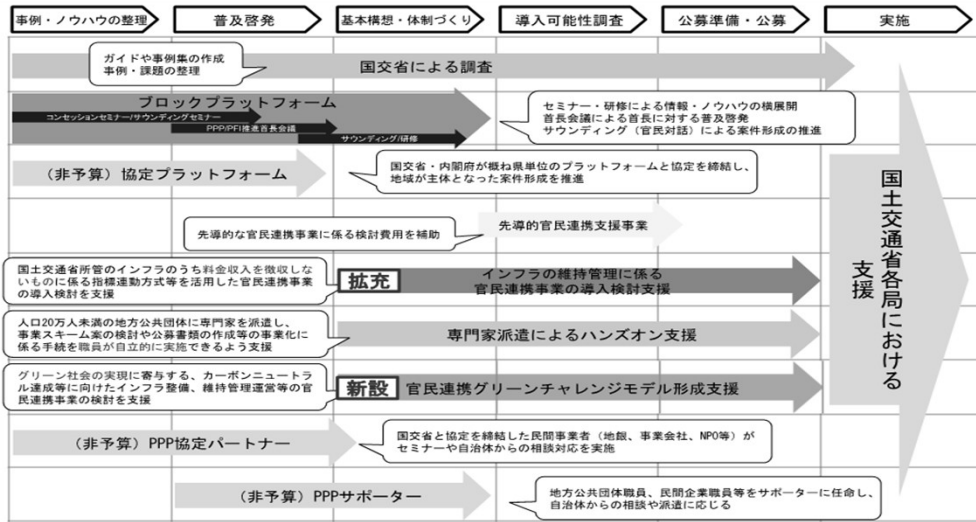 事例・ノウハウの整理
普及啓発
基本構想・体制づくり
導入可能性調査
公募準備・公募
実施
ガイドや事例集の作成
事例・課題の整理
国交省による調査
ブロックプラットフォーム
コンセッションセミナー/サウンディングセミナー
PPP/PFI推進首長会議
サウンディング/研修
セミナー・研修による情報・ノウハウの横展開
首長会議による首長に対する普及啓発
サウンディング（官民対話）による案件形成の推進
（非予算）協定プラットフォーム
国交省・内閣府が概ね県単位のプラットフォームと協定を締結し、
地域が主体となった案件形成を推進
先導的な官民連携事業に係る検討費用を補助
先導的官民連携支援事業
国土交通省所管のインフラのうち料金収入を徴収しな
いものに係る指標連動方式等を活用した官民連携事業
の導入検討を支援
拡充
インフラの維持管理に係る
官民連携事業の導入検討支援
人口20万人未満の地方公共団体に専門家を派遣し、
事業スキーム案の検討や公募書類の作成等の事業化に
係る手続を職員が自立的に実施できるよう支援
専門家派遣によるハンズオン支援
グリーン社会の実現に寄与する、カーボンニュートラ
ル達成等に向けたインフラ整備、維持管理運営等の官
民連携事業の検討を支援
新設
官民連携グリーンチャレンジモデル形成支援
（非予算）PPP協定パートナー
国交省と協定を締結した民間事業者（地銀、事業会社、NPO等）が
セミナーや自治体からの相談対応を実施
（非予算）PPPサポーター
地方公共団体職員、民間企業職員等をサポーターに任命し、
自治体からの相談や派遣に応じる
国土交通省各局における
支援